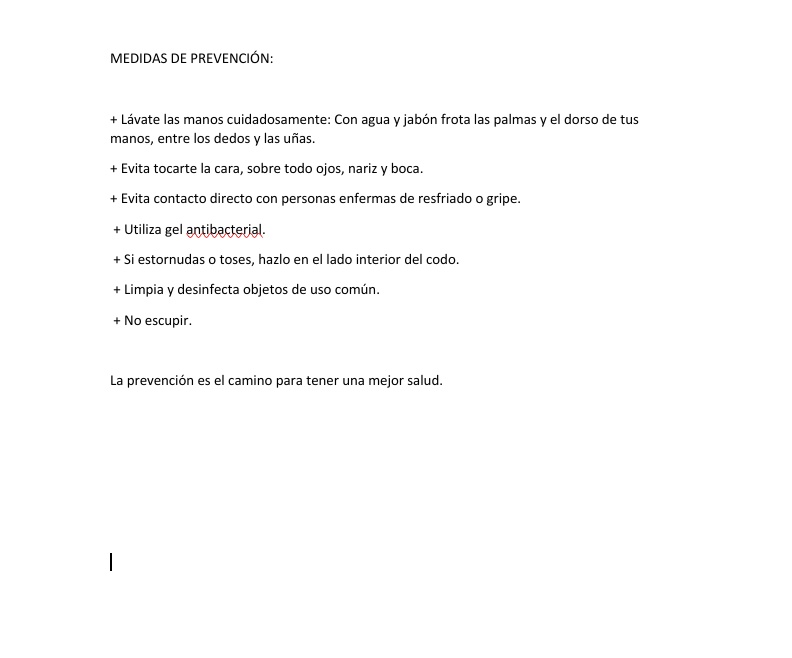 MEDIDAS DE PREVENCIÓN:
+ Lávate las manos cuidadosamente: Con agua y jabón frota las palmas y el dorso de tus
manos, entre los dedos y las uñas.
+ Evita tocarte la cara, sobre todo ojos, nariz y boca.
+ Evita contacto directo con personas enfermas de resfriado o gripe.
+ Utiliza gel antibacterial.
+ Si estornudas o toses, hazlo en el lado interior del codo.
+ Limpia y desinfecta objetos de uso común.
+ No escupir.
La prevención es el camino para tener una mejor salud.